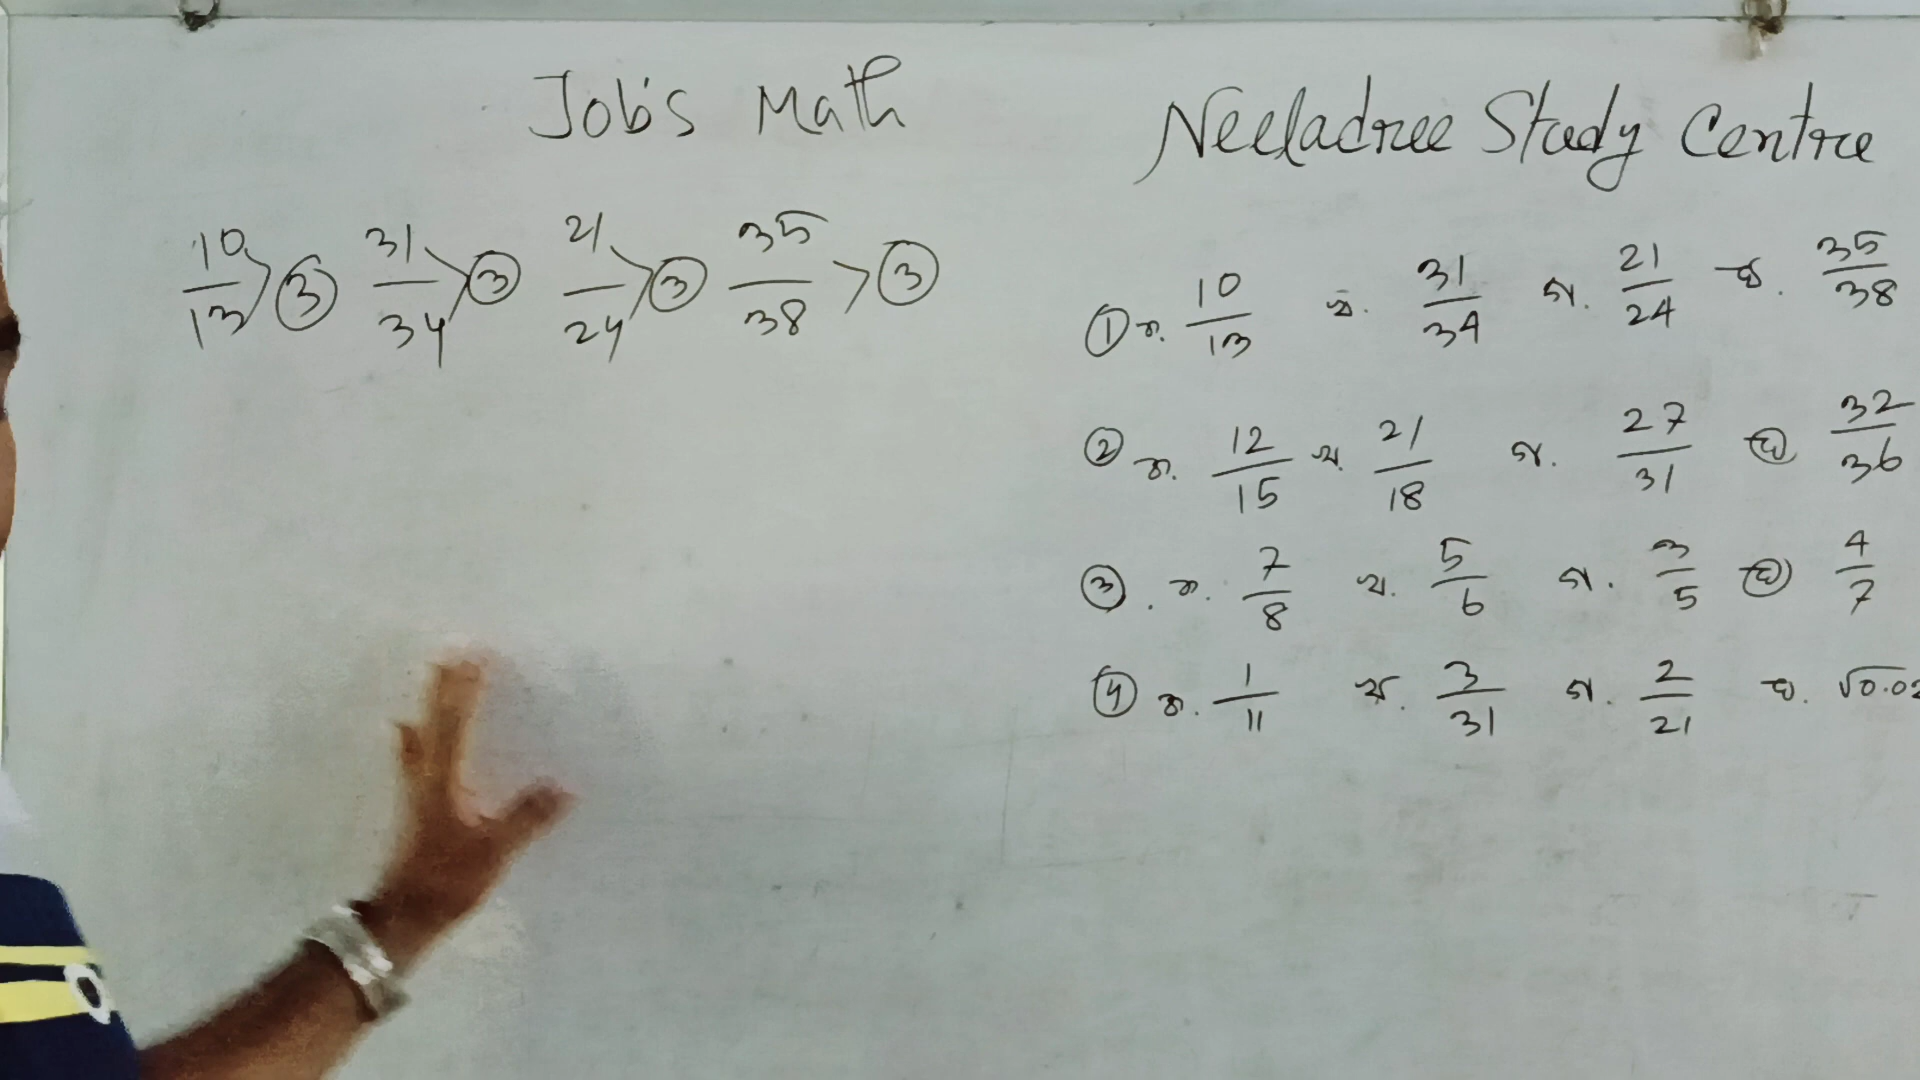 Job's Math
Neeladree Study Centre
10/13 > ③ 31/34 > ③ 21/24 > ③ 35/38 > ③
① ক. 10/13 খ. 31/34 গ. 21/24 ঘ. 35/38
② ক. 12/15 খ. 21/18 গ. 27/31 ঘ 32/36
③. ক. 7/8 খ. 5/6 গ. 3/5 ঘ 4/7
④ ক. 1/11 খ. 3/31 গ. 2/21 ঘ. √0.02